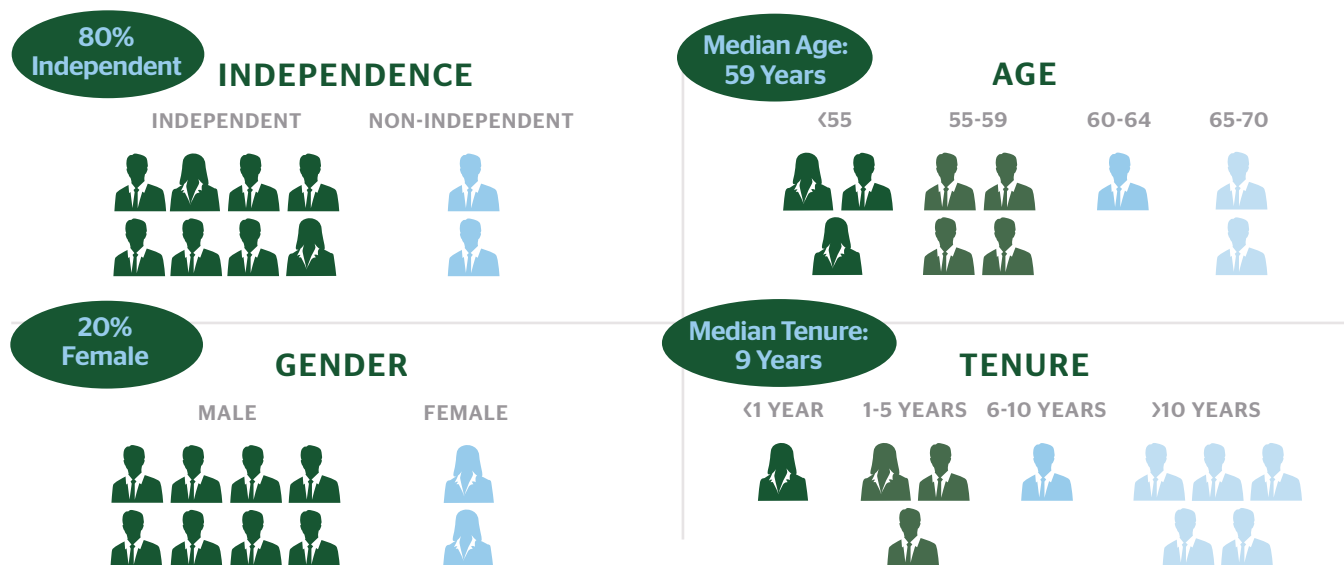 80%
Independent
INDEPENDENCE
INDEPENDENT NON-INDEPENDENT
Median Age:
59 Years
AGE
<55 55-59 60-64 65-70
20%
Female
GENDER
MALE FEMALE
Median Tenure:
9 Years
TENURE
<1 YEAR 1-5 YEARS 6-10 YEARS >10 YEARS